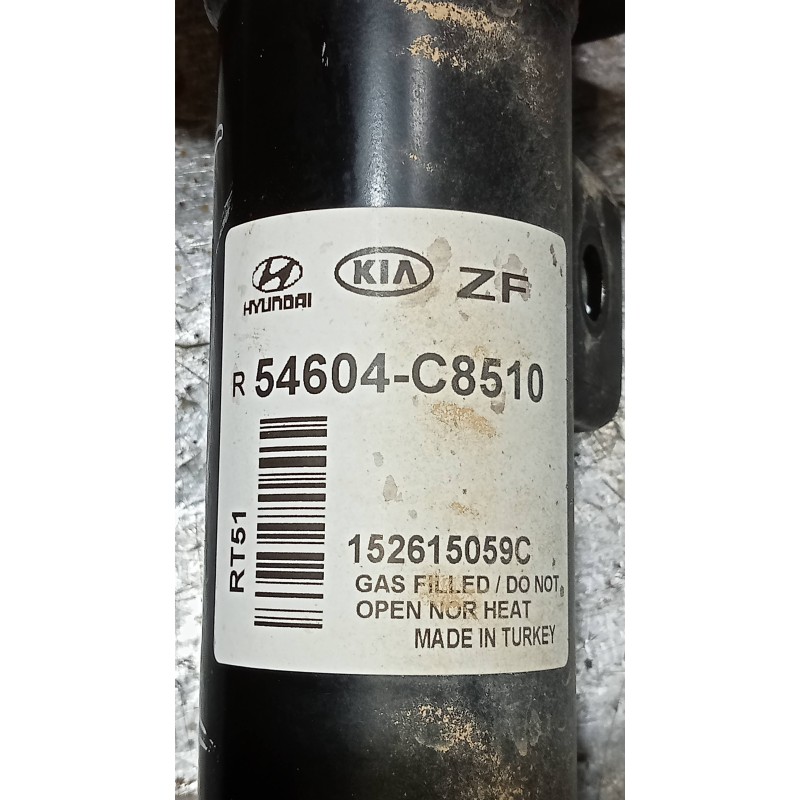 HYUNDAI KIA ZF
R 54604-C8510
RT51
152615059C
GAS FILLED / DO NOT
OPEN NOR HEAT
MADE IN TURKEY